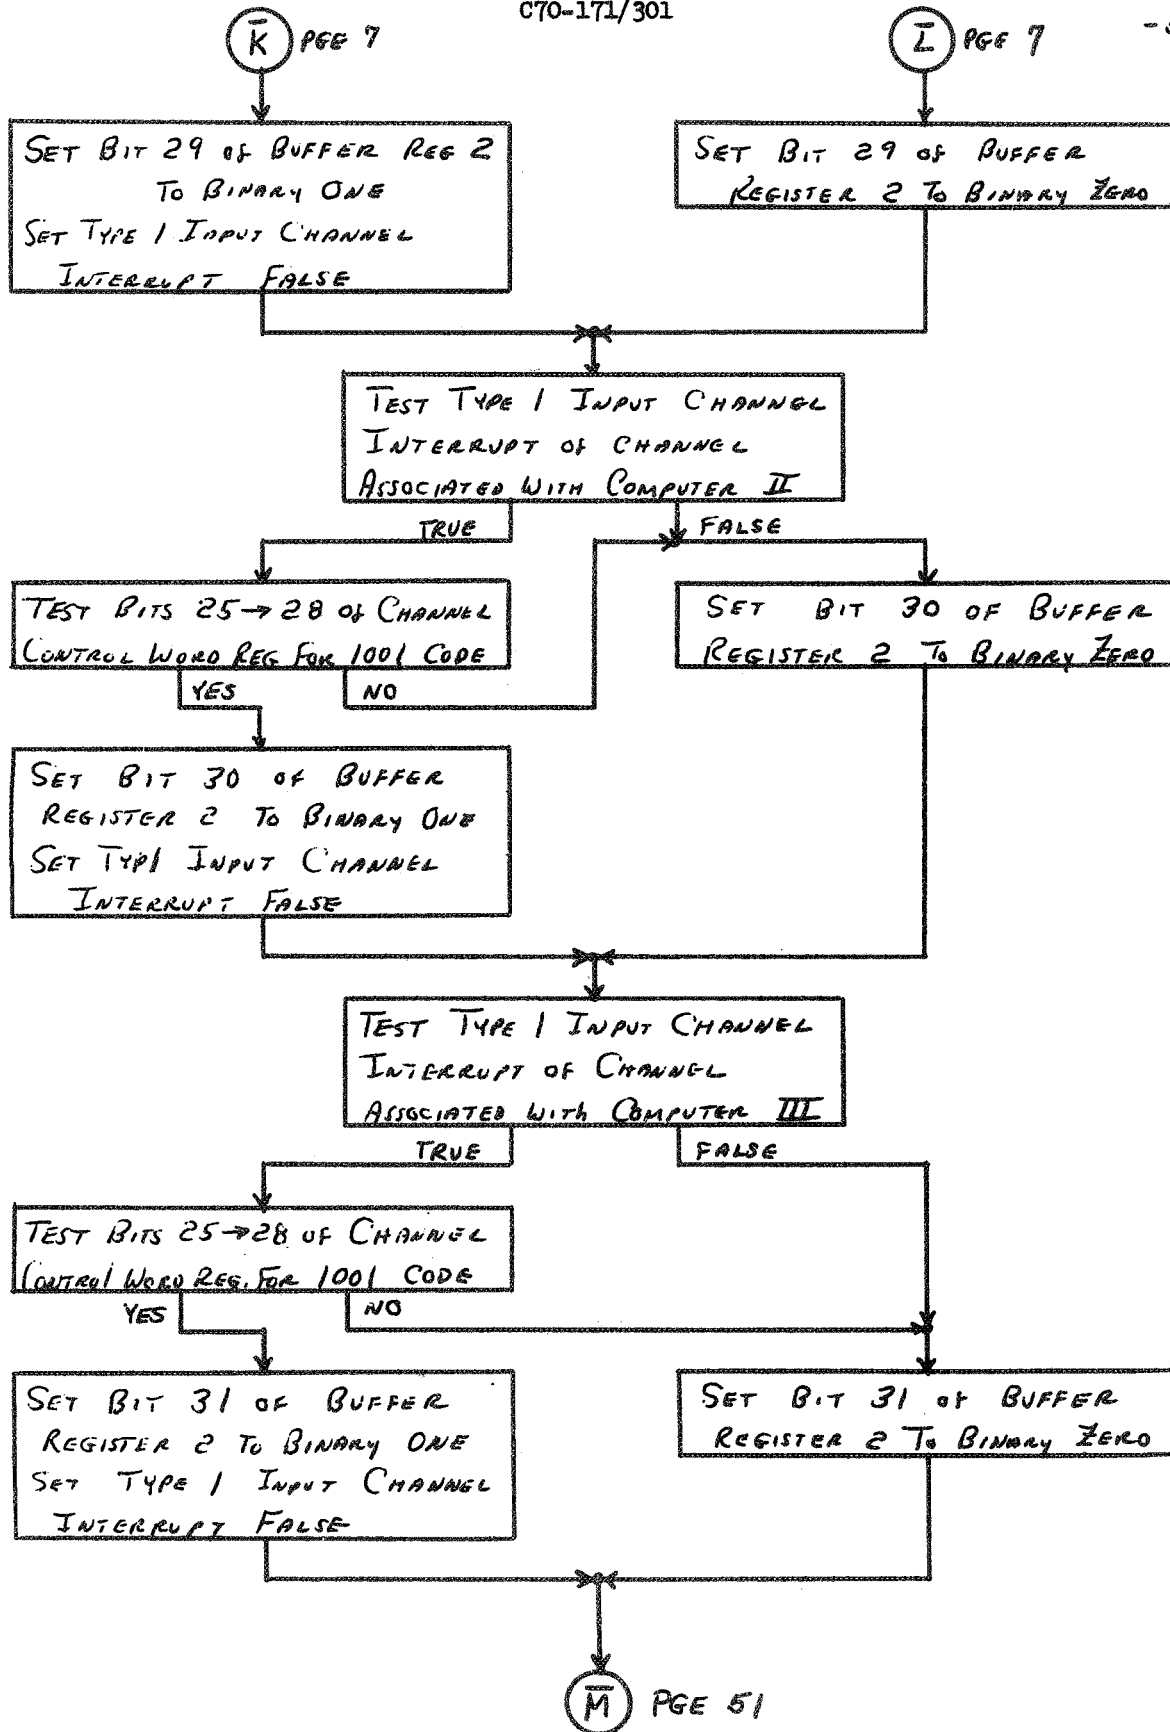 C70-171/301
K̅ PGE 7
L̅ PGE 7
SET BIT 29 of BUFFER REG 2
TO BINARY ONE
SET TYPE 1 INPUT CHANNEL
INTERRUPT FALSE
SET BIT 29 of BUFFER
REGISTER 2 TO BINARY ZERO
TEST TYPE 1 INPUT CHANNEL
INTERRUPT of CHANNEL
ASSOCIATED WITH COMPUTER II
TRUE
FALSE
TEST BITS 25→28 of CHANNEL
CONTROL WORD REG FOR 1001 CODE
SET BIT 30 OF BUFFER
REGISTER 2 TO BINARY ZERO
YES
NO
SET BIT 30 of BUFFER
REGISTER 2 TO BINARY ONE
SET TYP1 INPUT CHANNEL
INTERRUPT FALSE
TEST TYPE 1 INPUT CHANNEL
INTERRUPT OF CHANNEL
ASSOCIATED WITH COMPUTER III
TRUE
FALSE
TEST BITS 25→28 OF CHANNEL
CONTROL WORD REG. FOR 1001 CODE
YES
NO
SET BIT 31 OF BUFFER
REGISTER 2 TO BINARY ONE
SET TYPE 1 INPUT CHANNEL
INTERRUPT FALSE
SET BIT 31 of BUFFER
REGISTER 2 TO BINARY ZERO
M̅ PGE 51